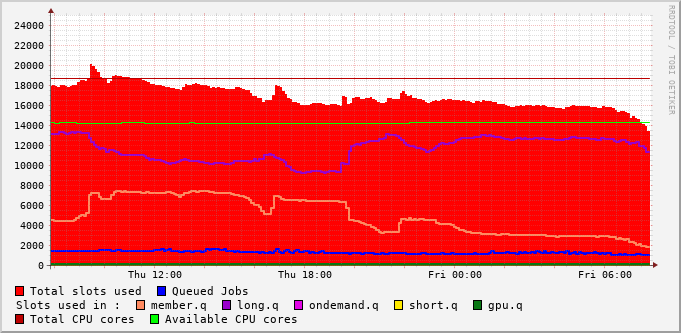 24000
22000
20000
18000
16000
14000
12000
10000
8000
6000
4000
2000
0
Thu 12:00 Thu 18:00 Fri 00:00 Fri 06:00
RRDTOOL / TOBI OETIKER
Total slots used Queued Jobs
Slots used in : member.q long.q ondemand.q short.q gpu.q
Total CPU cores Available CPU cores